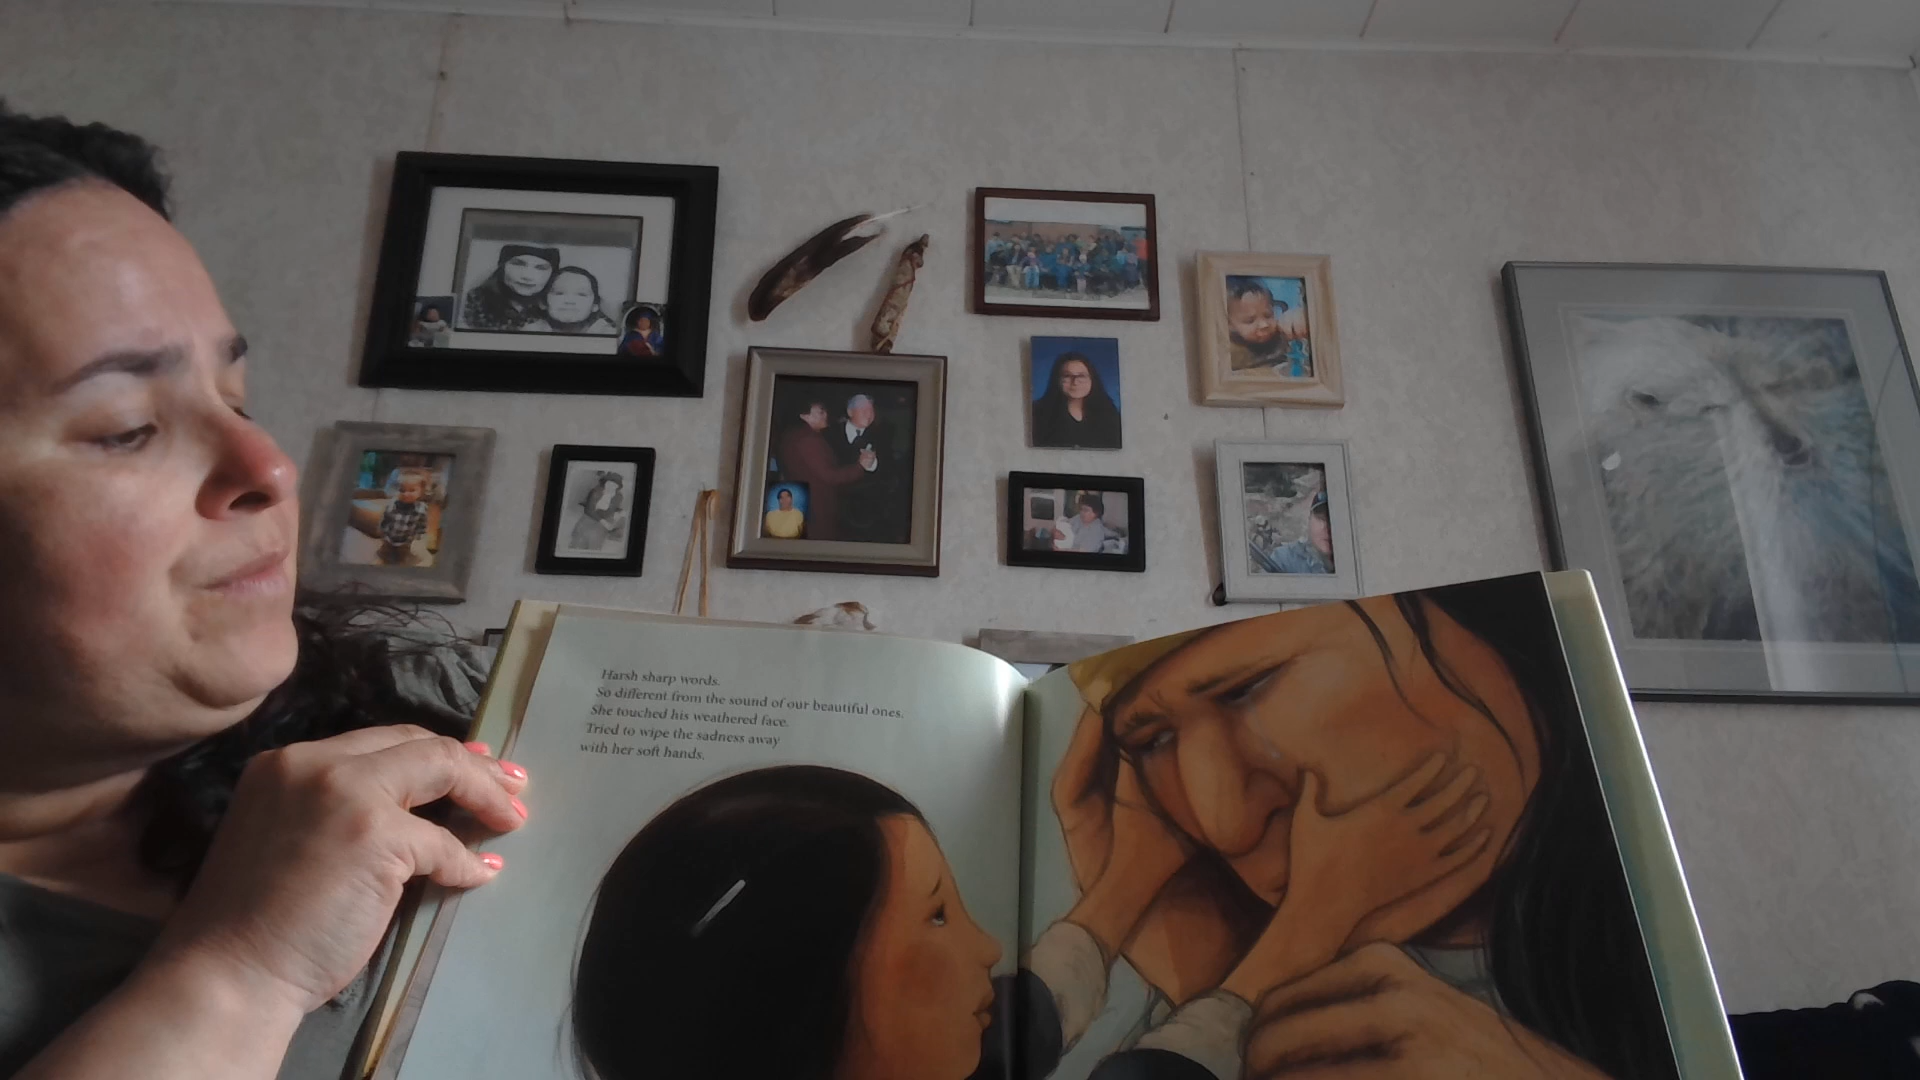 Harsh sharp words.
So different from the sound of our beautiful ones.
She touched his weathered face.
Tried to wipe the sadness away
with her soft hands.